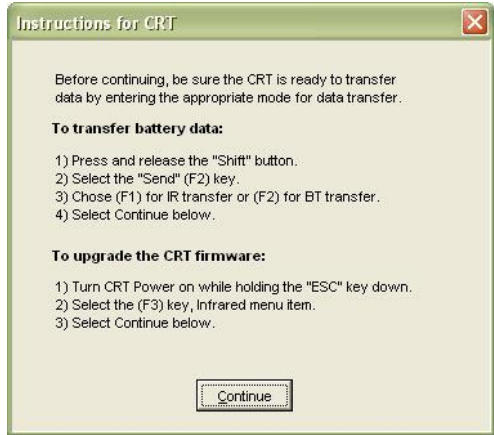 Instructions for CRT
Before continuing, be sure the CRT is ready to transfer
data by entering the appropriate mode for data transfer.
To transfer battery data:
1) Press and release the "Shift" button.
2) Select the "Send" (F2) key.
3) Chose (F1) for IR transfer or (F2) for BT transfer.
4) Select Continue below.
To upgrade the CRT firmware:
1) Turn CRT Power on while holding the "ESC" key down.
2) Select the (F3) key, Infrared menu item.
3) Select Continue below.
Continue